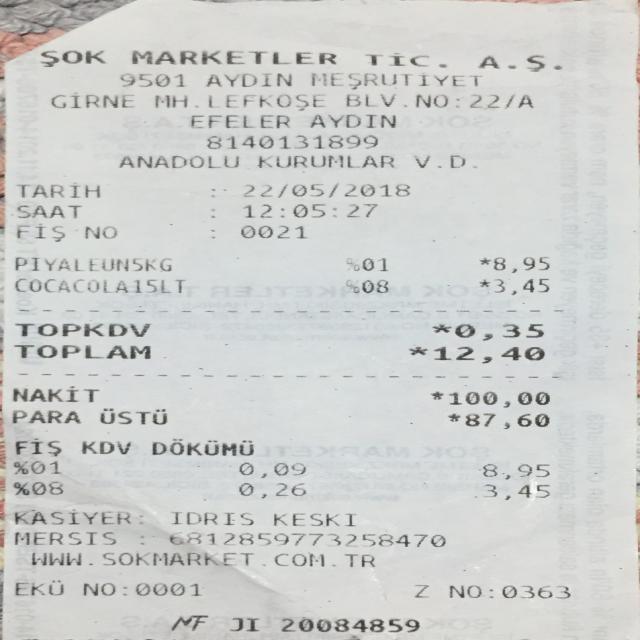 ŞOK MARKETLER TİC. A.Ş.
9501 AYDIN MEŞRUTİYET
GİRNE MH.LEFKOŞE BLV.NO:22/A
EFELER AYDIN
8140131899
ANADOLU KURUMLAR V.D.
TARİH : 22/05/2018
SAAT : 12:05:27
FİŞ NO : 0021
PİYALEUN5KG %01 *8,95
COCACOLA15LT %08 *3,45
TOPKDV *0,35
TOPLAM *12,40
NAKİT *100,00
PARA ÜSTÜ *87,60
FİŞ KDV DÖKÜMÜ
%01 0,09 8,95
%08 0,26 3,45
KASİYER: IDRIS KESKI
MERSIS : 6812859773258470
WWW.SOKMARKET.COM.TR
EKÜ NO:0001 Z NO:0363
MF JI 20084859